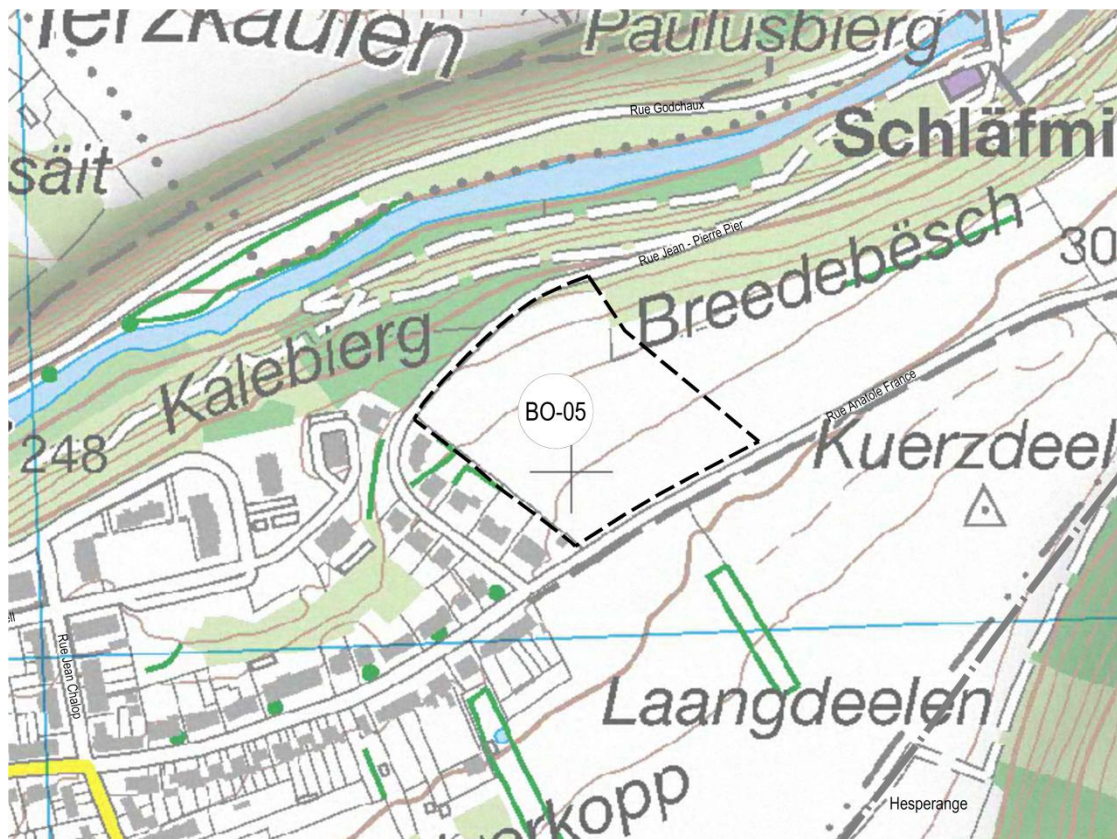 Paulusbierg
Rue Godchaux
Schläfmi
säit
Rue Jean - Pierre Pier
Breedebësch
30
Kalebierg
BO-05
Rue Anatole France
248
Kuerzdeel
Rue Jean Chalop
Laangdeelen
Hesperange